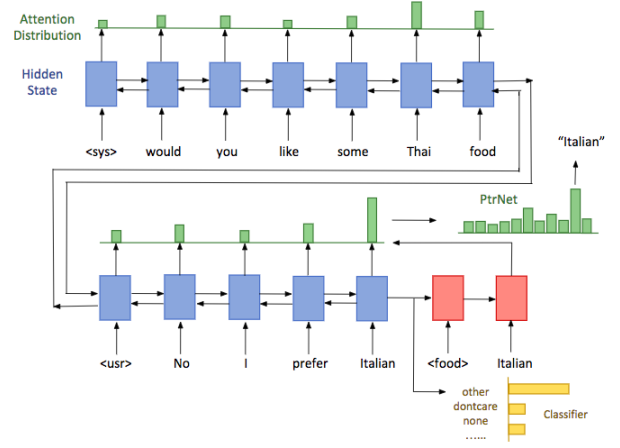 Attention
Distribution
Hidden
State
<sys> would you like some Thai food
“Italian”
PtrNet
<usr> No I prefer Italian <food> Italian
other
dontcare
none
…...
Classifier